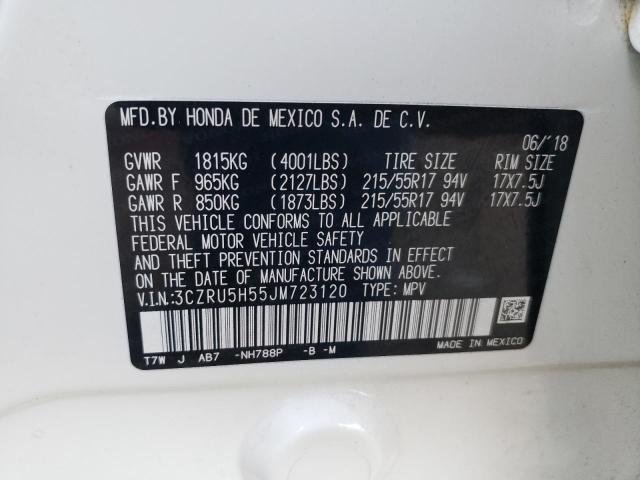 MFD.BY HONDA DE MEXICO S.A. DE C.V.
06/'18
GVWR 1815KG (4001LBS) TIRE SIZE RIM SIZE
GAWR F 965KG (2127LBS) 215/55R17 94V 17X7.5J
GAWR R 850KG (1873LBS) 215/55R17 94V 17X7.5J
THIS VEHICLE CONFORMS TO ALL APPLICABLE
FEDERAL MOTOR VEHICLE SAFETY
AND THEFT PREVENTION STANDARDS IN EFFECT
ON THE DATE OF MANUFACTURE SHOWN ABOVE.
V.I.N.:3CZRU5H55JM723120 TYPE: MPV
T7W J AB7 -NH788P -B -M MADE IN MEXICO